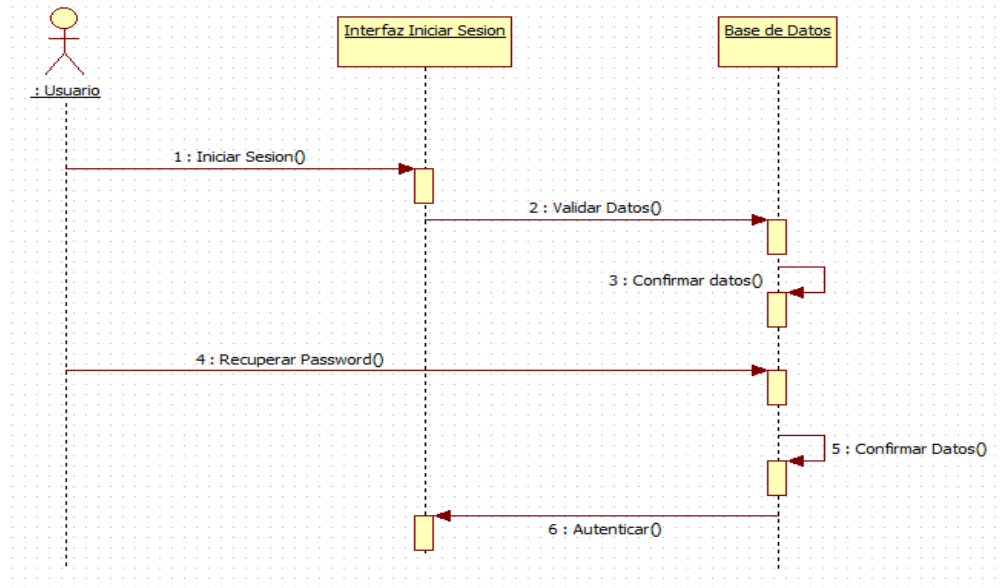 Interfaz Iniciar Sesion
Base de Datos
: Usuario
1 : Iniciar Sesion()
2 : Validar Datos()
3 : Confirmar datos()
4 : Recuperar Password()
5 : Confirmar Datos()
6 : Autenticar()